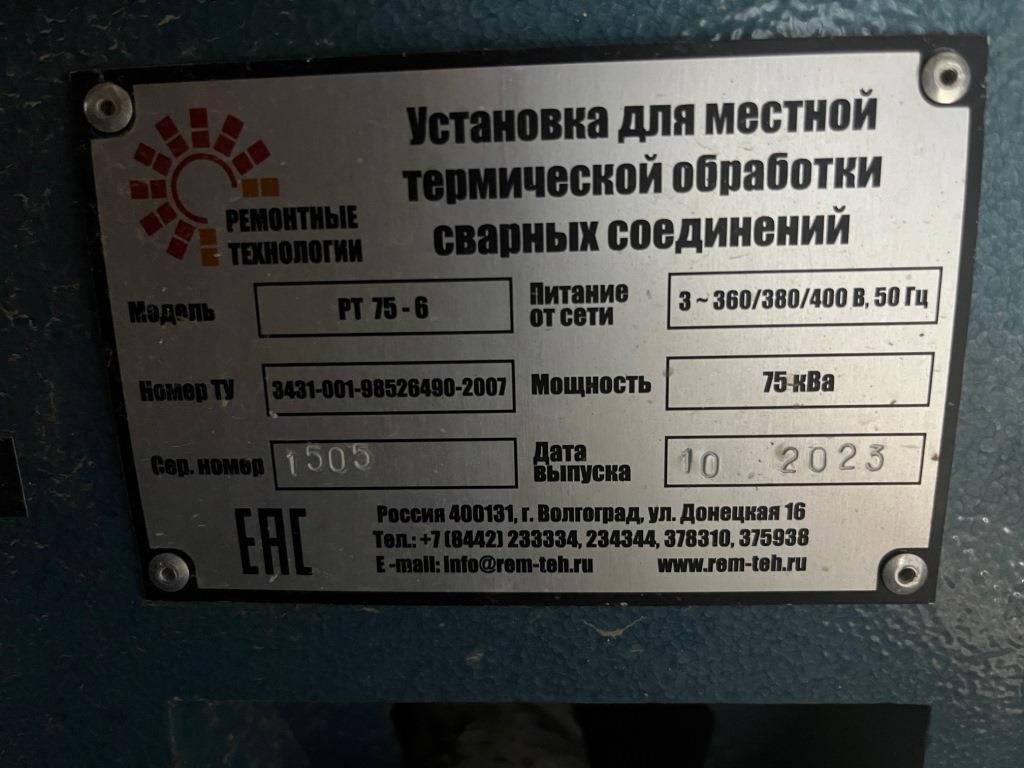 Установка для местной
термической обработки
сварных соединений
РЕМОНТНЫЕ
ТЕХНОЛОГИИ
Модель РТ 75 - 6
Питание
от сети 3 ~ 360/380/400 В, 50 Гц
Номер ТУ 3431-001-98526490-2007
Мощность 75 кВа
Сер. номер 1505
Дата
выпуска 10 2023
ЕАС
Россия 400131, г. Волгоград, ул. Донецкая 16
Тел.: +7 (8442) 233334, 234344, 378310, 375938
E-mail: info@rem-teh.ru www.rem-teh.ru